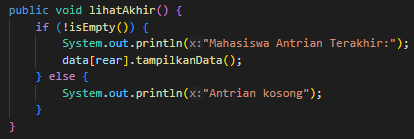 public void lihatAkhir() {
    if (!isEmpty()) {
        System.out.println(x:"Mahasiswa Antrian Terakhir:");
        data[rear].tampilkanData();
    } else {
        System.out.println(x:"Antrian kosong");
    }
}